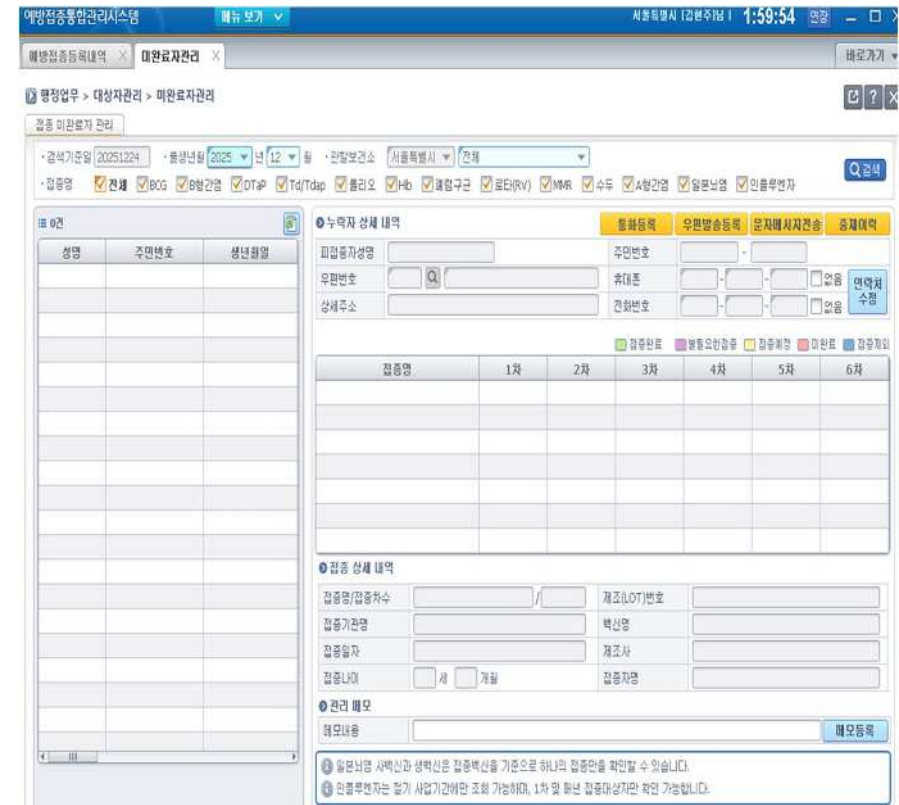 예방접종통합관리시스템 메뉴 보기 서울특별시 [김현주]님 I 1:59:54 연장
예방접종등록내역 미완료자관리 바로가기
행정업무 > 대상자관리 > 미완료자관리
접종 미완료자 관리
·검색기준일 20251224 ·출생년월 2025 년 12 월 ·관할보건소 서울특별시 전체
검색
·접종명 전체 BCG B형간염 DTaP Td/Tdap 폴리오 Hib 폐렴구균 로타(RV) MMR 수두 A형간염 일본뇌염 인플루엔자
0건 누락자 상세 내역 통화등록 우편발송등록 문자메시지전송 중재이력
성명 주민번호 생년월일
피접종자성명 주민번호 -
우편번호 휴대폰 - - 없음
상세주소 전화번호 - - 없음
연락처 수정
접종완료 불필요한접종 접종예정 미완료 접종제외
접종명 1차 2차 3차 4차 5차 6차
접종 상세 내역
접종명/접종차수 / 제조(LOT)번호
접종기관명 백신명
접종일자 제조사
접종나이 세 개월 접종자명
관리 메모
메모내용 메모등록
일본뇌염 사백신과 생백신은 접종백신을 기준으로 하나의 접종만을 확인할 수 있습니다.
인플루엔자는 절기 사업기간에만 조회 가능하며, 1차 및 매년 접종대상자만 확인 가능합니다.